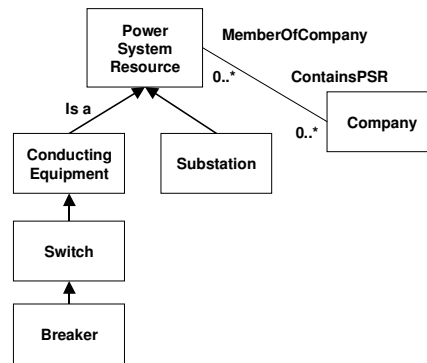 Power
System
Resource
MemberOfCompany
0..*
ContainsPSR
0..*
Company
Is a
Conducting
Equipment
Substation
Switch
Breaker